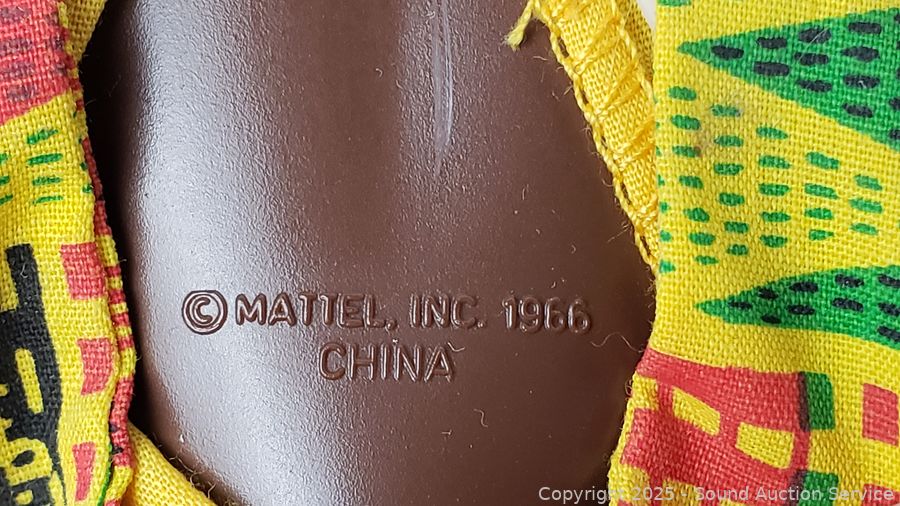 © MATTEL, INC. 1966
CHINA
Copyright 2025 - Sound Auction Service